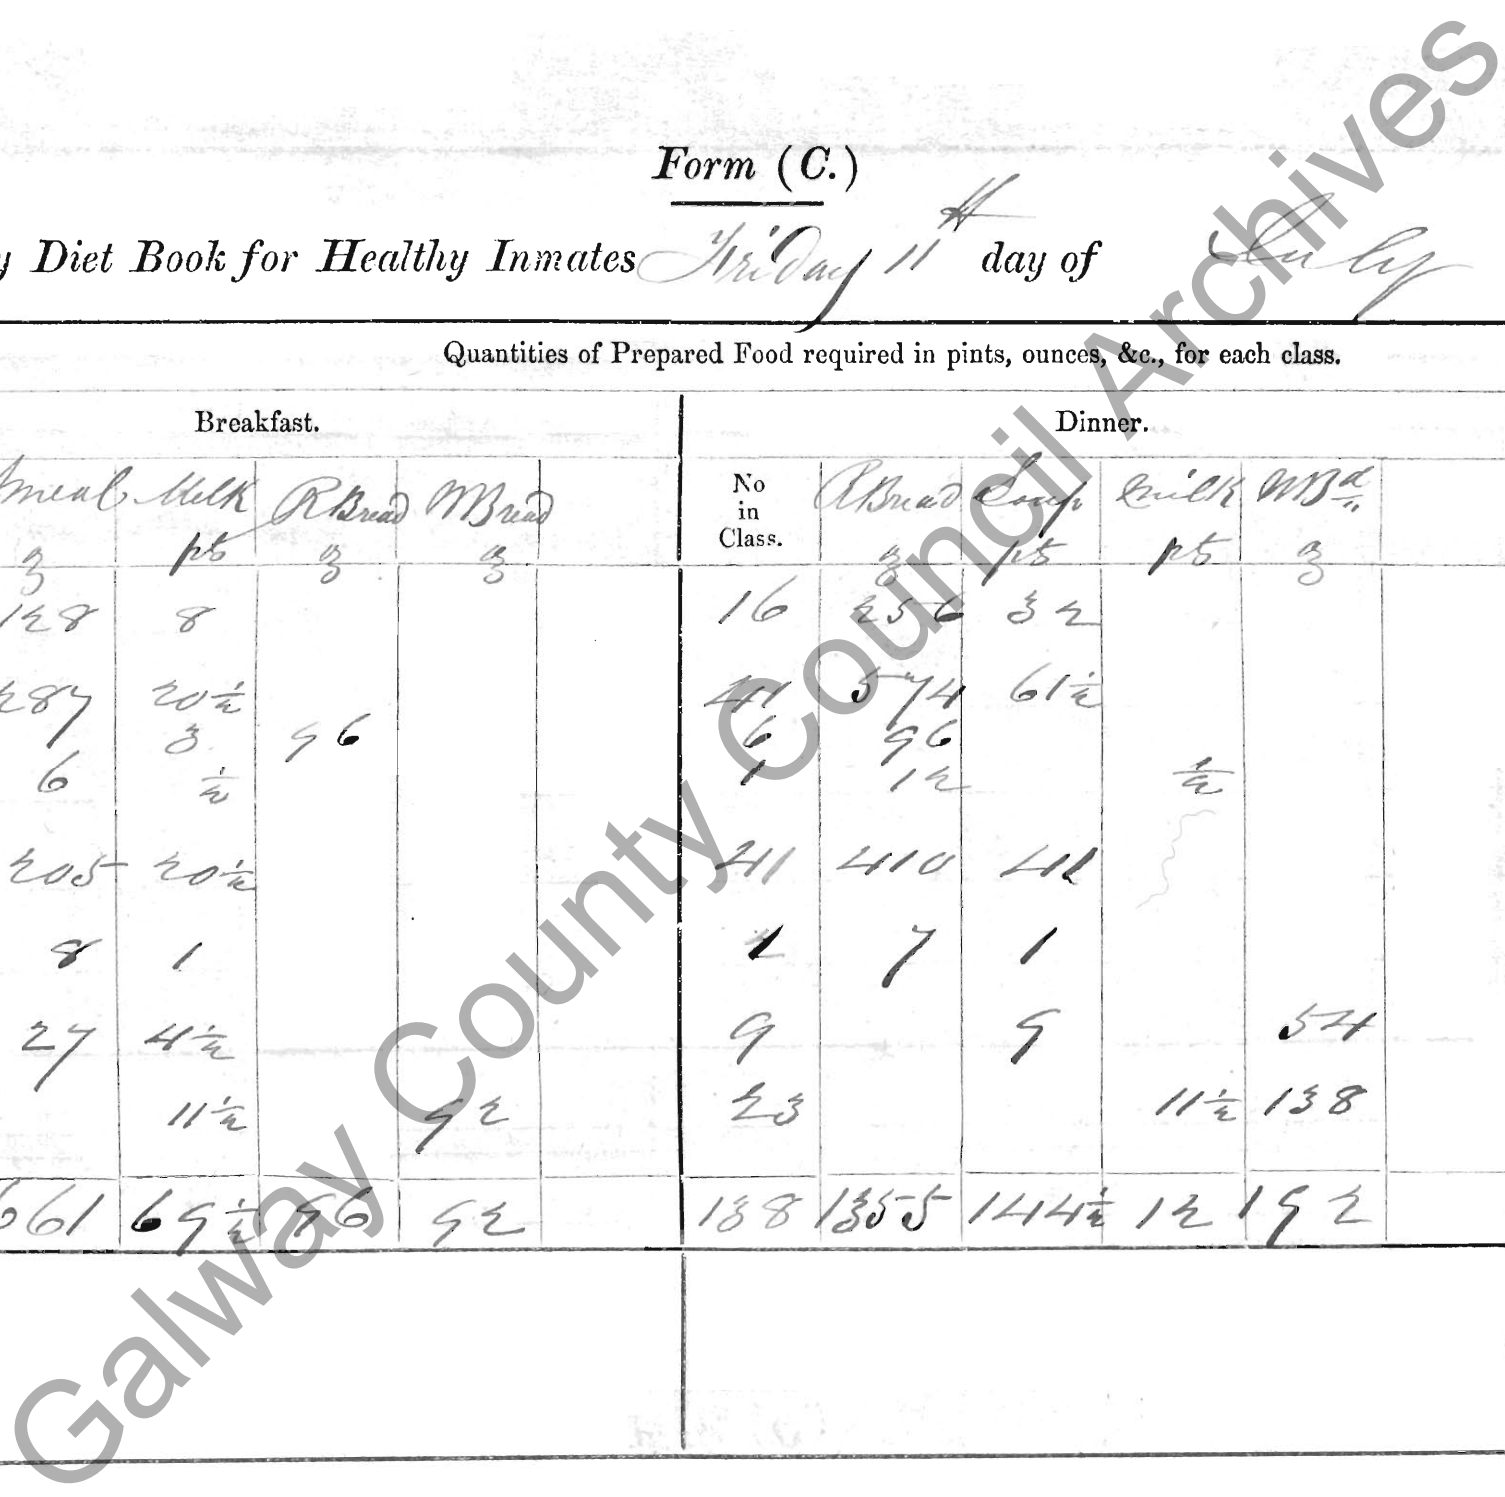 Form (C.)
y Diet Book for Healthy Inmates Friday 11th day of July
Quantities of Prepared Food required in pints, ounces, &c., for each class.
Breakfast. Dinner.
meal Milk R Bread W Bread No in Class. R Bread Soup Milk W Bd
℥ pts ℥ ℥ ℥ pts pts ℥
128 8 16 256 32
287 20½ 41 574 61½
3 96 6 96
6 ½ 1 12 ½
205 20½ 41 410 41
8 1 1 7 1
27 4½ 9 9 54
11½ 92 23 11½ 138
661 69½ 96 92 138 1355 144½ 12 192
Galway County Council Archives